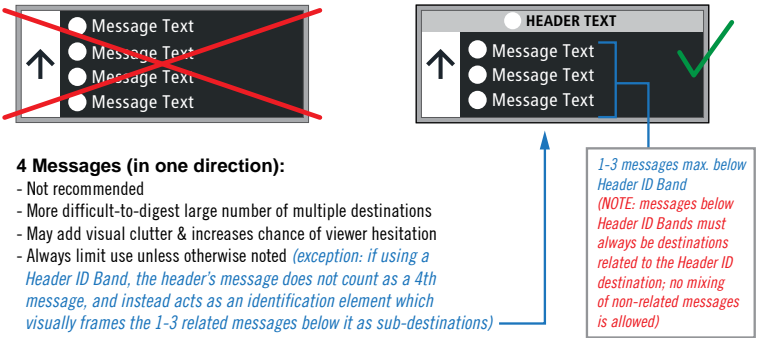 Message Text
Message Text
Message Text
Message Text
HEADER TEXT
Message Text
Message Text
Message Text
4 Messages (in one direction):
- Not recommended
- More difficult-to-digest large number of multiple destinations
- May add visual clutter & increases chance of viewer hesitation
- Always limit use unless otherwise noted (exception: if using a
Header ID Band, the header's message does not count as a 4th
message, and instead acts as an identification element which
visually frames the 1-3 related messages below it as sub-destinations)
1-3 messages max. below
Header ID Band
(NOTE: messages below
Header ID Bands must
always be destinations
related to the Header ID
destination; no mixing
of non-related messages
is allowed)